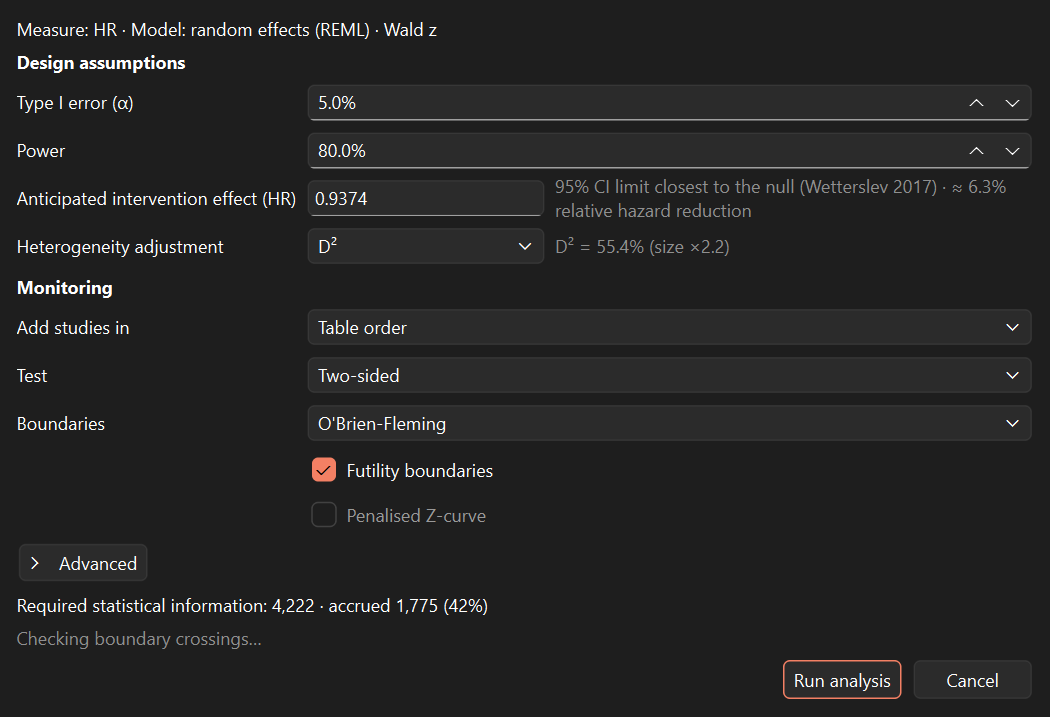 Measure: HR · Model: random effects (REML) · Wald z
Design assumptions
Type I error (α) 5.0%
Power 80.0%
Anticipated intervention effect (HR) 0.9374 95% CI limit closest to the null (Wetterslev 2017) · ≈ 6.3%
relative hazard reduction
Heterogeneity adjustment D² D² = 55.4% (size ×2.2)
Monitoring
Add studies in Table order
Test Two-sided
Boundaries O'Brien-Fleming
Futility boundaries
Penalised Z-curve
Advanced
Required statistical information: 4,222 · accrued 1,775 (42%)
Checking boundary crossings...
Run analysis Cancel